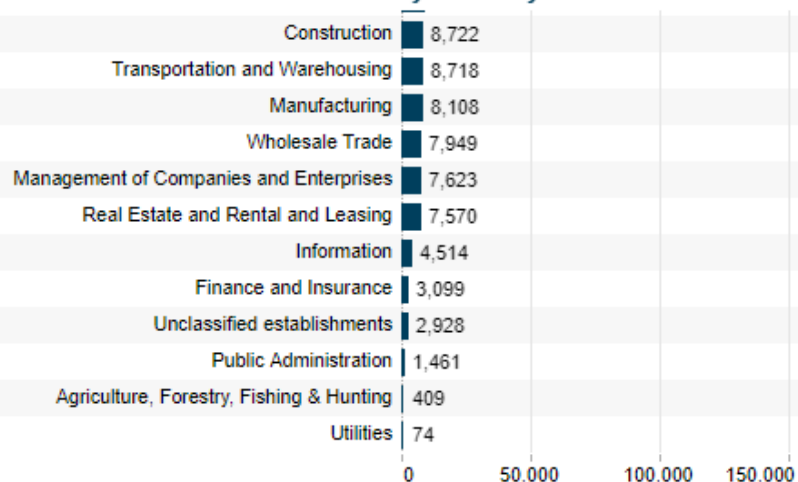 Construction 8,722
Transportation and Warehousing 8,718
Manufacturing 8,108
Wholesale Trade 7,949
Management of Companies and Enterprises 7,623
Real Estate and Rental and Leasing 7,570
Information 4,514
Finance and Insurance 3,099
Unclassified establishments 2,928
Public Administration 1,461
Agriculture, Forestry, Fishing & Hunting 409
Utilities 74
0 50,000 100,000 150,000